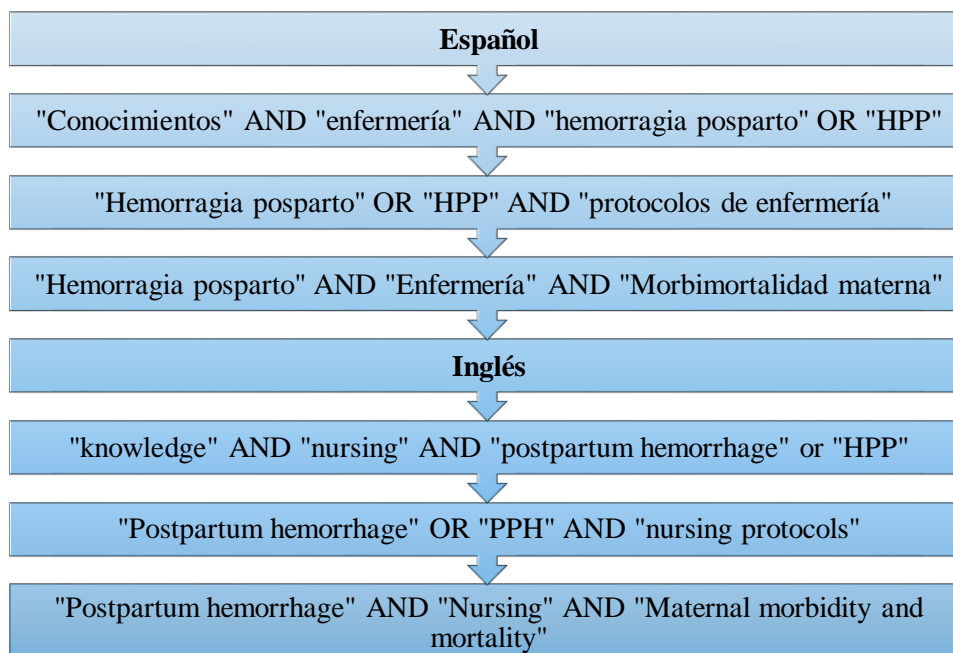 Español
"Conocimientos" AND "enfermería" AND "hemorragia posparto" OR "HPP"
"Hemorragia posparto" OR "HPP" AND "protocolos de enfermería"
"Hemorragia posparto" AND "Enfermería" AND "Morbimortalidad materna"
Inglés
"knowledge" AND "nursing" AND "postpartum hemorrhage" or "HPP"
"Postpartum hemorrhage" OR "PPH" AND "nursing protocols"
"Postpartum hemorrhage" AND "Nursing" AND "Maternal morbidity and
mortality"